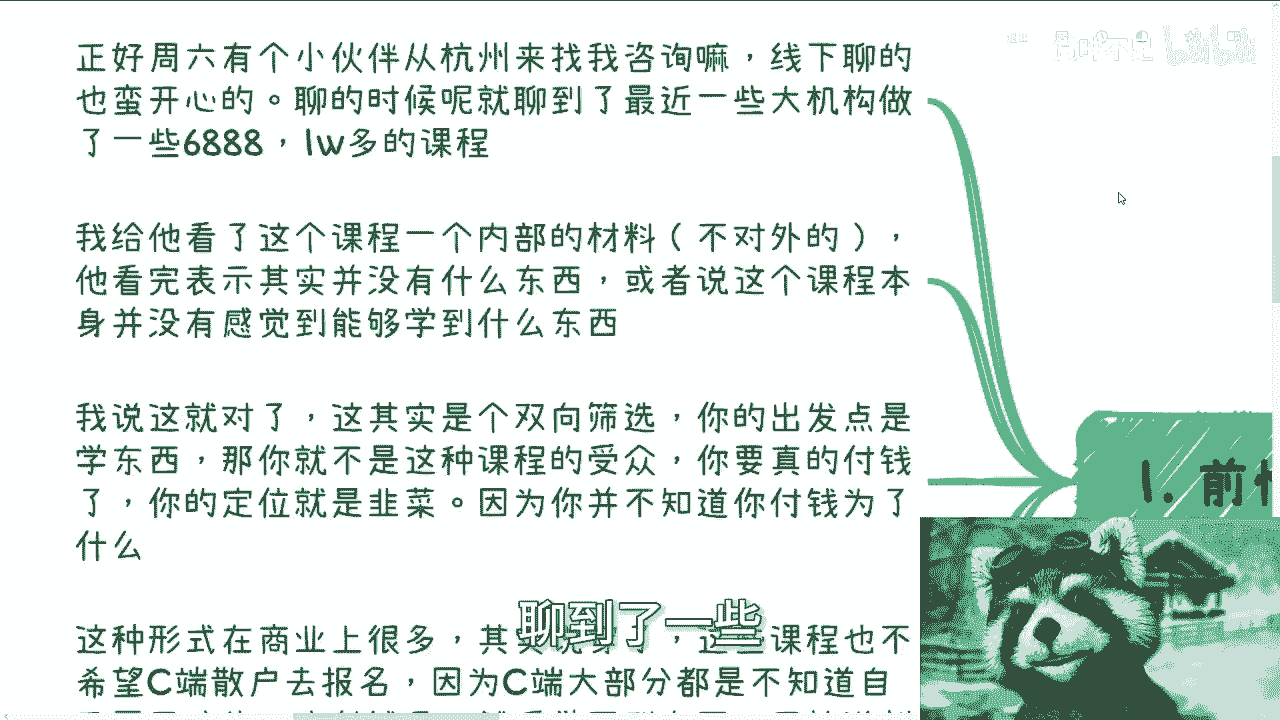 正好周六有个小伙伴从杭州来找我咨询嘛，线下聊的
也蛮开心的。聊的时候呢就聊到了最近一些大机构做
了一些6888，1w多的课程
我给他看了这个课程一个内部的材料（不对外的），
他看完表示其实并没有什么东西，或者说这个课程本
身并没有感觉到能够学到什么东西
我说这就对了，这其实是个双向筛选，你的出发点是
学东西，那你就不是这种课程的受众，你要真的付钱
了，你的定位就是韭菜。因为你并不知道你付钱为了
什么
这种形式在商业上很多，其实
课程也不
希望C端散户去报名，因为C端大部分都是不知道自
1. 前
聊到了一些
bilibili